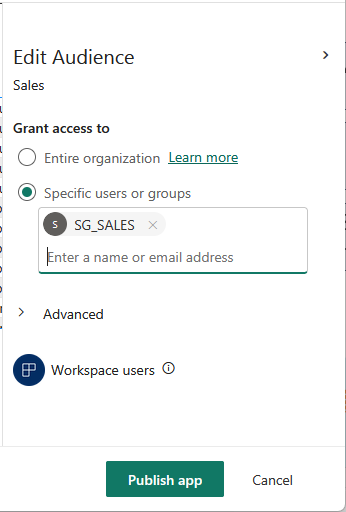 Edit Audience
Sales
Grant access to
Entire organization Learn more
Specific users or groups
S SG_SALES
Enter a name or email address
Advanced
Workspace users
Publish app Cancel